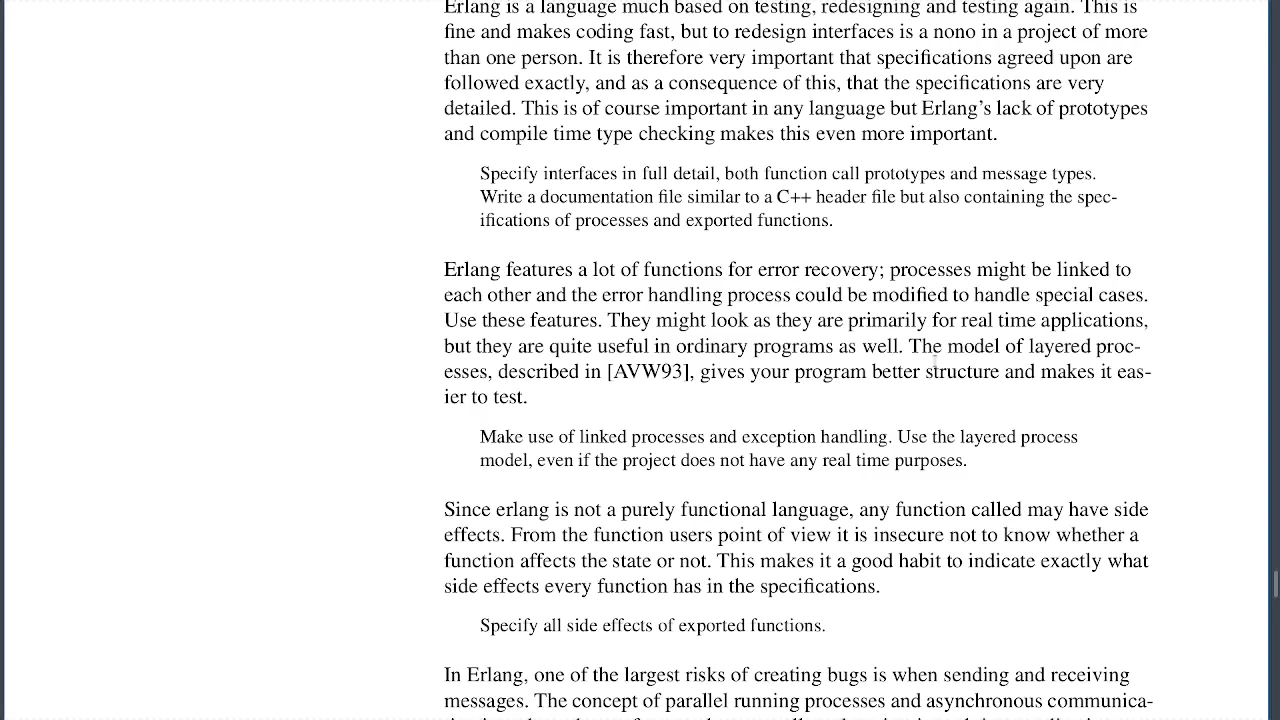 Erlang is a language much based on testing, redesigning and testing again. This is
fine and makes coding fast, but to redesign interfaces is a nono in a project of more
than one person. It is therefore very important that specifications agreed upon are
followed exactly, and as a consequence of this, that the specifications are very
detailed. This is of course important in any language but Erlang’s lack of prototypes
and compile time type checking makes this even more important.
Specify interfaces in full detail, both function call prototypes and message types.
Write a documentation file similar to a C++ header file but also containing the spec-
ifications of processes and exported functions.
Erlang features a lot of functions for error recovery; processes might be linked to
each other and the error handling process could be modified to handle special cases.
Use these features. They might look as they are primarily for real time applications,
but they are quite useful in ordinary programs as well. The model of layered proc-
esses, described in [AVW93], gives your program better structure and makes it eas-
ier to test.
Make use of linked processes and exception handling. Use the layered process
model, even if the project does not have any real time purposes.
Since erlang is not a purely functional language, any function called may have side
effects. From the function users point of view it is insecure not to know whether a
function affects the state or not. This makes it a good habit to indicate exactly what
side effects every function has in the specifications.
Specify all side effects of exported functions.
In Erlang, one of the largest risks of creating bugs is when sending and receiving
messages. The concept of parallel running processes and asynchronous communica-